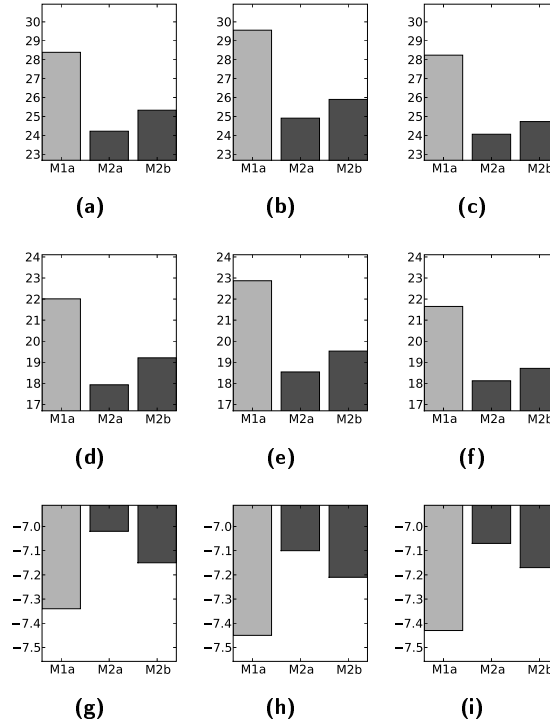 30 30 30
29 29 29
28 28 28
27 27 27
26 26 26
25 25 25
24 24 24
23 23 23
M1a M2a M2b M1a M2a M2b M1a M2a M2b
(a) (b) (c)
24 24 24
23 23 23
22 22 22
21 21 21
20 20 20
19 19 19
18 18 18
17 17 17
M1a M2a M2b M1a M2a M2b M1a M2a M2b
(d) (e) (f)
−7.0 −7.0 −7.0
−7.1 −7.1 −7.1
−7.2 −7.2 −7.2
−7.3 −7.3 −7.3
−7.4 −7.4 −7.4
−7.5 −7.5 −7.5
M1a M2a M2b M1a M2a M2b M1a M2a M2b
(g) (h) (i)